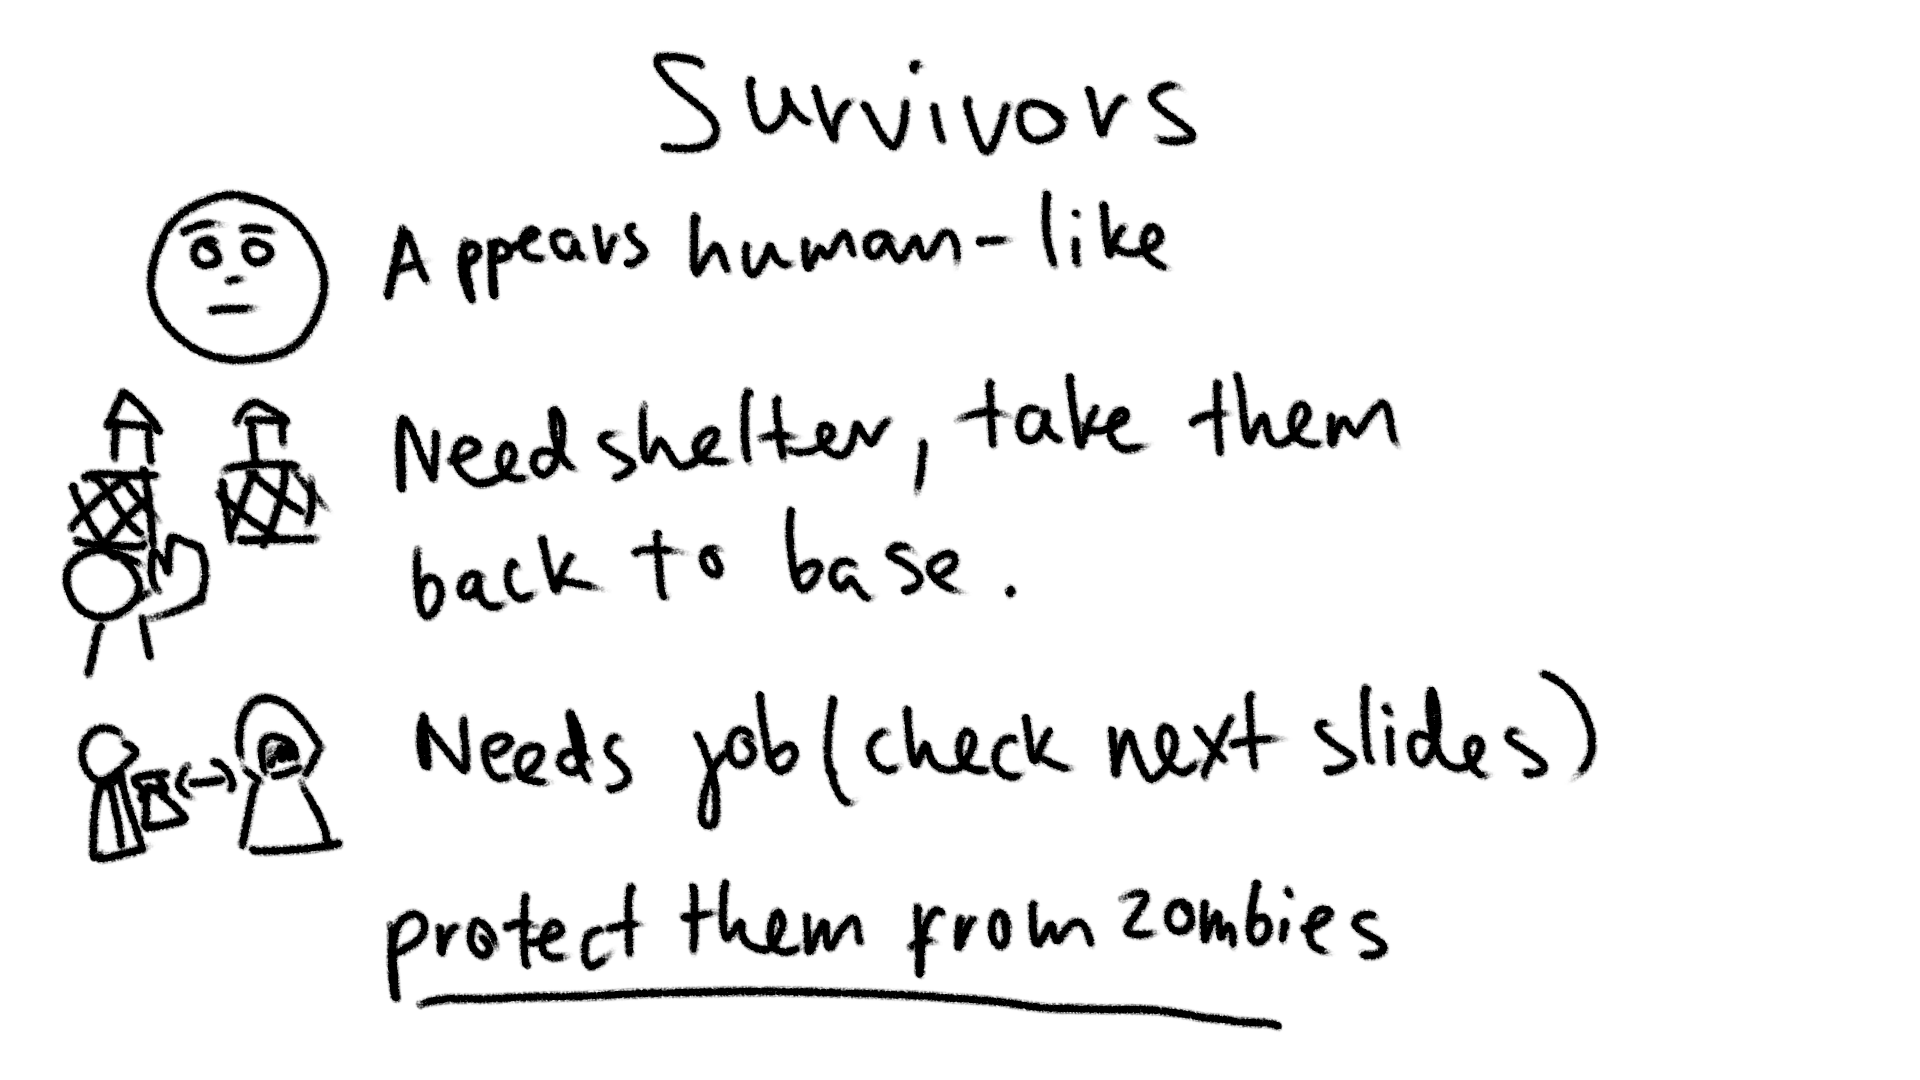 Survivors
Appears human-like
Need shelter, take them
back to base.
Needs job (check next slides)
protect them from zombies